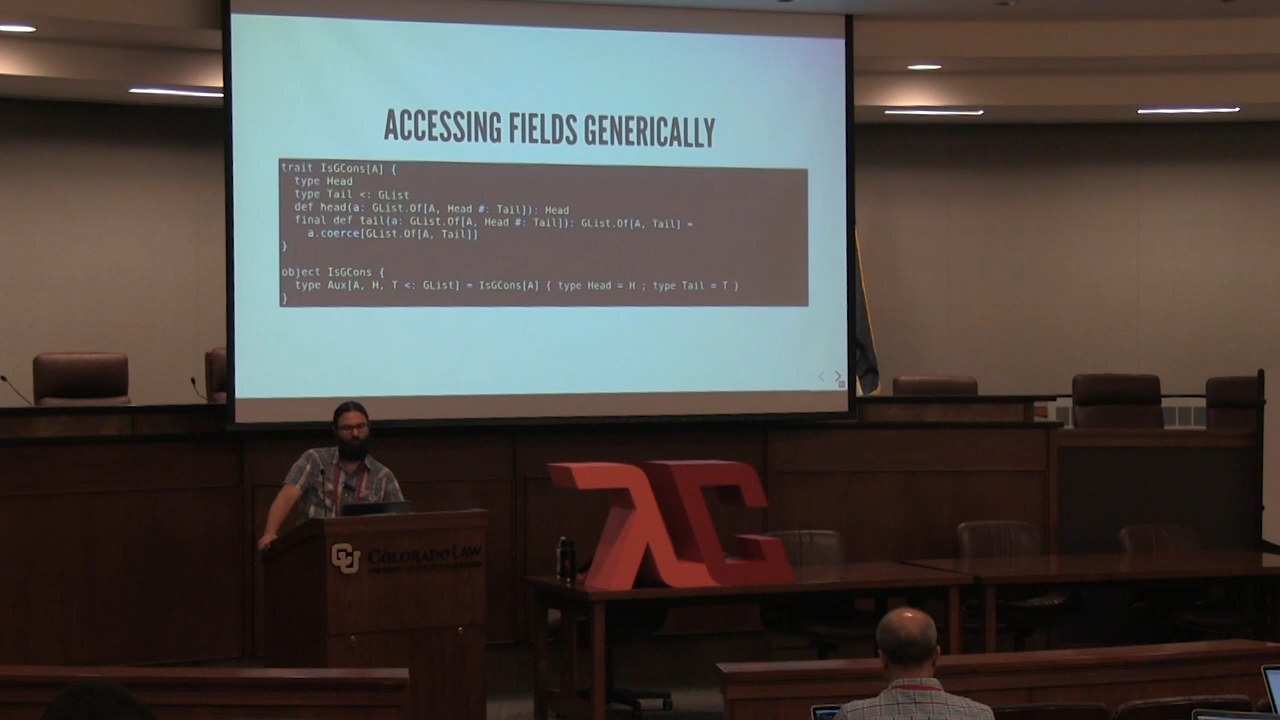 ACCESSING FIELDS GENERICALLY
trait IsGCons[A] {
type Head
type Tail <: GList
def head(a: GList.Of[A, Head #: Tail]): Head
final def tail(a: GList.Of[A, Head #: Tail]): GList.Of[A, Tail] =
a.coerce[GList.Of[A, Tail]]
}
object IsGCons {
type Aux[A, H, T <: GList] = IsGCons[A] { type Head = H ; type Tail = T }
}
CU COLORADO LAW
λC